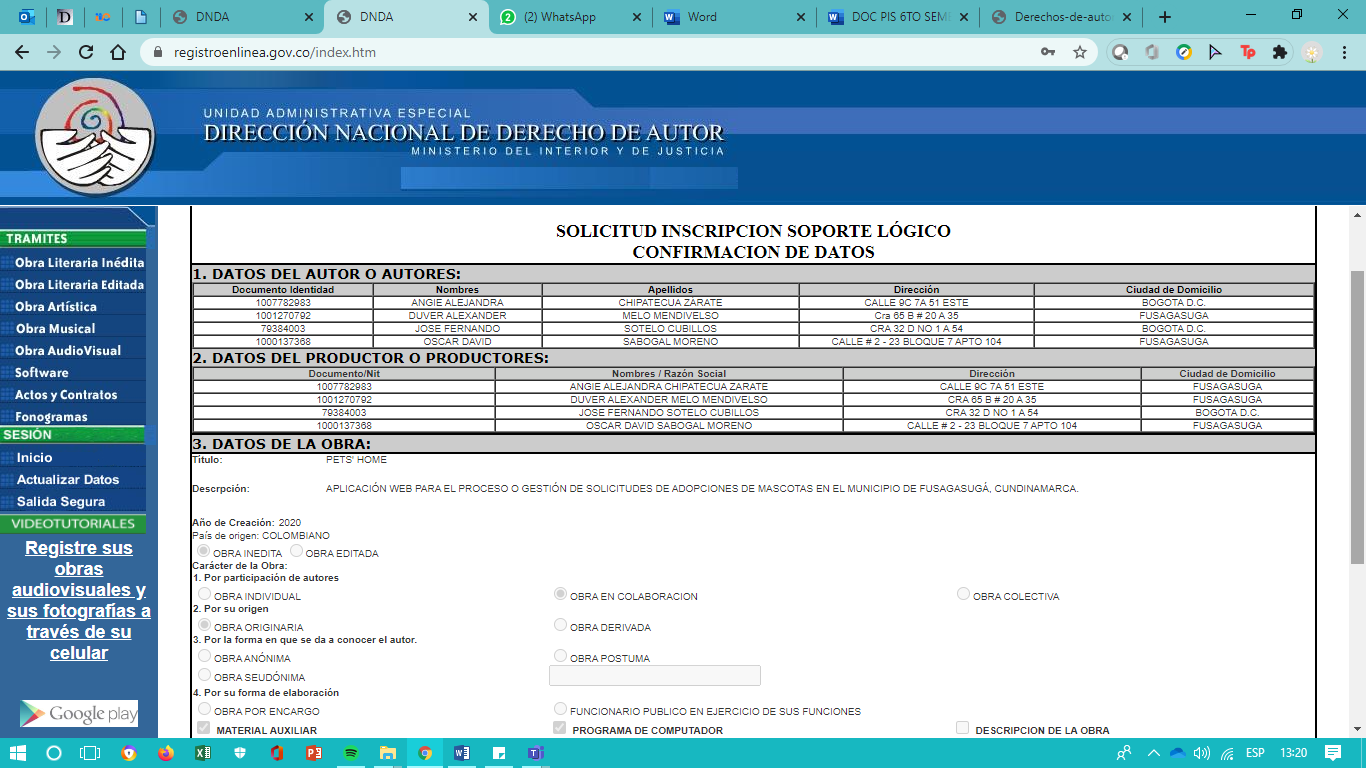 DNDA
DNDA
(2) WhatsApp
Word
DOC PIS 6TO SEM
Derechos-de-auto
registroenlinea.gov.co/index.htm
UNIDAD ADMINISTRATIVA ESPECIAL
DIRECCIÓN NACIONAL DE DERECHO DE AUTOR
MINISTERIO DEL INTERIOR Y DE JUSTICIA
TRAMITES
Obra Literaria Inédita
Obra Literaria Editada
Obra Artística
Obra Musical
Obra AudioVisual
Software
Actos y Contratos
Fonogramas
SESIÓN
Inicio
Actualizar Datos
Salida Segura
VIDEOTUTORIALES
Registre sus
obras
audiovisuales y
sus fotografías a
través de su
celular
Google play
SOLICITUD INSCRIPCION SOPORTE LÓGICO
CONFIRMACION DE DATOS
1. DATOS DEL AUTOR O AUTORES:
Documento Identidad Nombres Apellidos Dirección Ciudad de Domicilio
1007782983 ANGIE ALEJANDRA CHIPATECUA ZARATE CALLE 9C 7A 51 ESTE BOGOTA D.C.
1001270792 DUVER ALEXANDER MELO MENDIVELSO Cra 65 B # 20 A 35 FUSAGASUGA
79384003 JOSE FERNANDO SOTELO CUBILLOS CRA 32 D NO 1 A 54 BOGOTA D.C.
1000137368 OSCAR DAVID SABOGAL MORENO CALLE # 2 - 23 BLOQUE 7 APTO 104 FUSAGASUGA
2. DATOS DEL PRODUCTOR O PRODUCTORES:
Documento/Nit Nombres / Razón Social Dirección Ciudad de Domicilio
1007782983 ANGIE ALEJANDRA CHIPATECUA ZARATE CALLE 9C 7A 51 ESTE FUSAGASUGA
1001270792 DUVER ALEXANDER MELO MENDIVELSO CRA 65 B # 20 A 35 FUSAGASUGA
79384003 JOSE FERNANDO SOTELO CUBILLOS CRA 32 D NO 1 A 54 BOGOTA D.C.
1000137368 OSCAR DAVID SABOGAL MORENO CALLE # 2 - 23 BLOQUE 7 APTO 104 FUSAGASUGA
3. DATOS DE LA OBRA:
Titulo: PETS' HOME
Descrpción: APLICACIÓN WEB PARA EL PROCESO O GESTIÓN DE SOLICITUDES DE ADOPCIONES DE MASCOTAS EN EL MUNICIPIO DE FUSAGASUGÁ, CUNDINAMARCA.
Año de Creación: 2020
País de origen: COLOMBIANO
OBRA INEDITA OBRA EDITADA
Carácter de la Obra:
1. Por participación de autores
OBRA INDIVIDUAL OBRA EN COLABORACION OBRA COLECTIVA
2. Por su origen
OBRA ORIGINARIA OBRA DERIVADA
3. Por la forma en que se da a conocer el autor.
OBRA ANÓNIMA OBRA POSTUMA
OBRA SEUDÓNIMA
4. Por su forma de elaboración
OBRA POR ENCARGO FUNCIONARIO PUBLICO EN EJERCICIO DE SUS FUNCIONES
MATERIAL AUXILIAR PROGRAMA DE COMPUTADOR DESCRIPCION DE LA OBRA
ESP 13:20